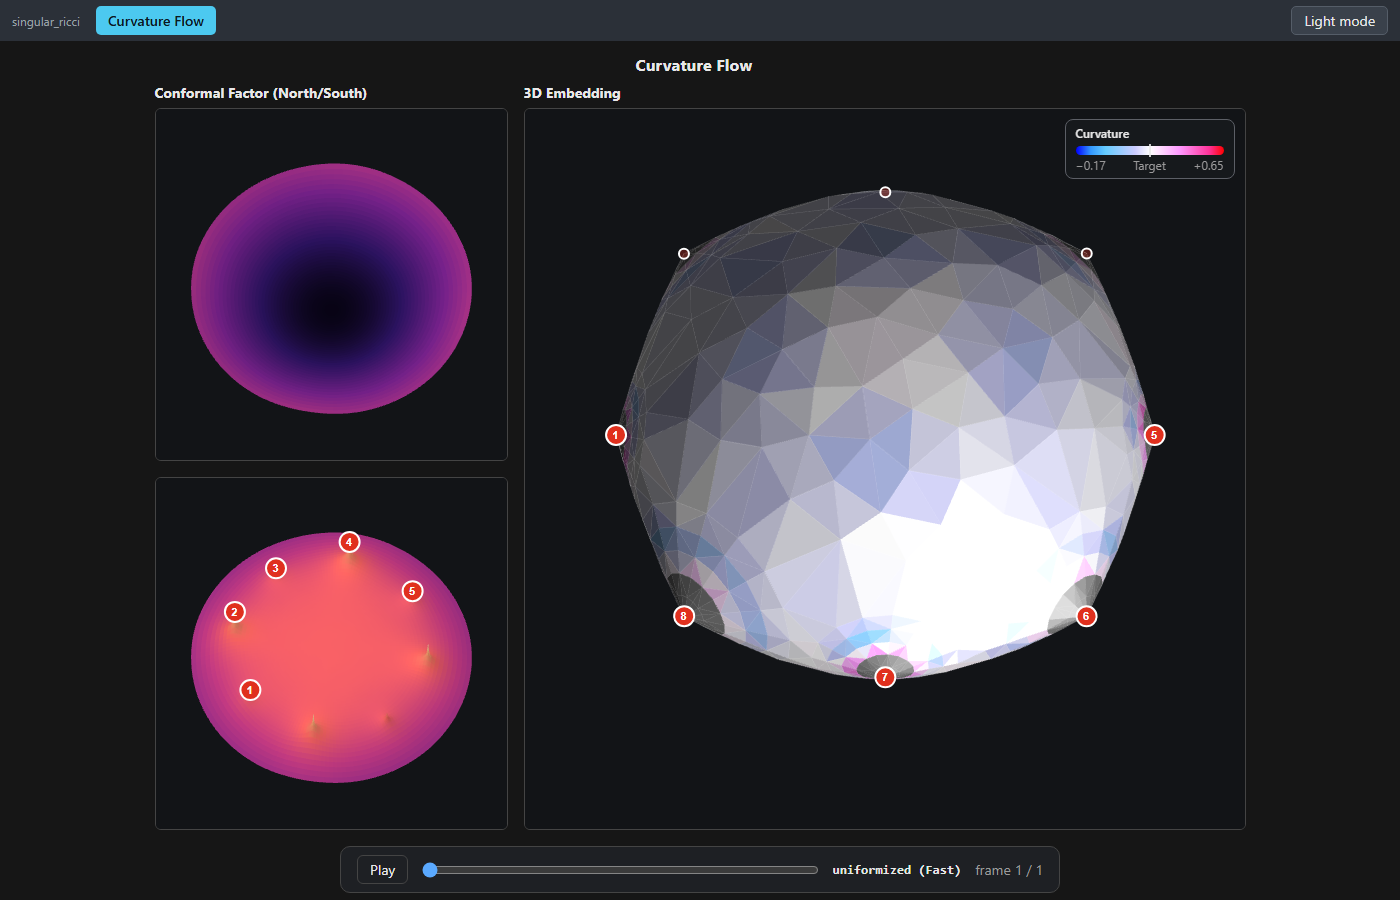 singular_ricci
Curvature Flow
Light mode
Curvature Flow
Conformal Factor (North/South)
3D Embedding
Curvature
−0.17 Target +0.65
1
5
8
6
7
4
3
5
2
1
Play
uniformized (Fast)
frame 1 / 1